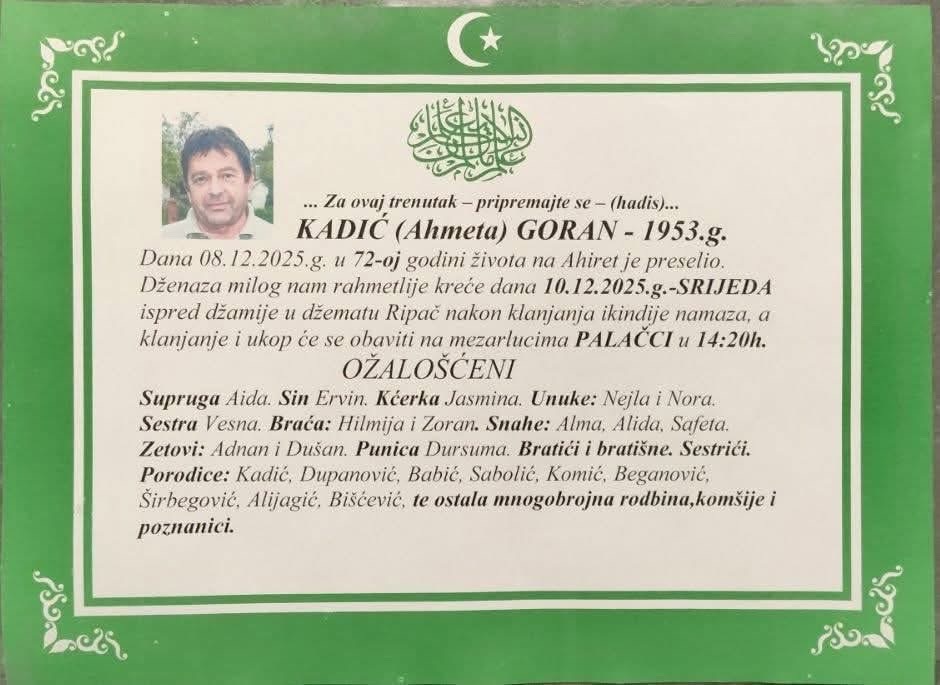 ... Za ovaj trenutak – pripremajte se – (hadis)...
KADIĆ (Ahmeta) GORAN - 1953.g.
Dana 08.12.2025.g. u 72-oj godini života na Ahiret je preselio.
Dženaza milog nam rahmetlije kreće dana 10.12.2025.g.-SRIJEDA
ispred džamije u džematu Ripač nakon klanjanja ikindije namaza, a
klanjanje i ukop će se obaviti na mezarlucima PALAČCI u 14:20h.
OŽALOŠĆENI
Supruga Aida. Sin Ervin. Kćerka Jasmina. Unuke: Nejla i Nora.
Sestra Vesna. Braća: Hilmija i Zoran. Snahe: Alma, Alida, Safeta.
Zetovi: Adnan i Dušan. Punica Dursuma. Bratići i bratišne. Sestrići.
Porodice: Kadić, Dupanović, Babić, Sabolić, Komić, Beganović,
Širbegović, Alijagić, Bišćević, te ostala mnogobrojna rodbina,komšije i
poznanici.